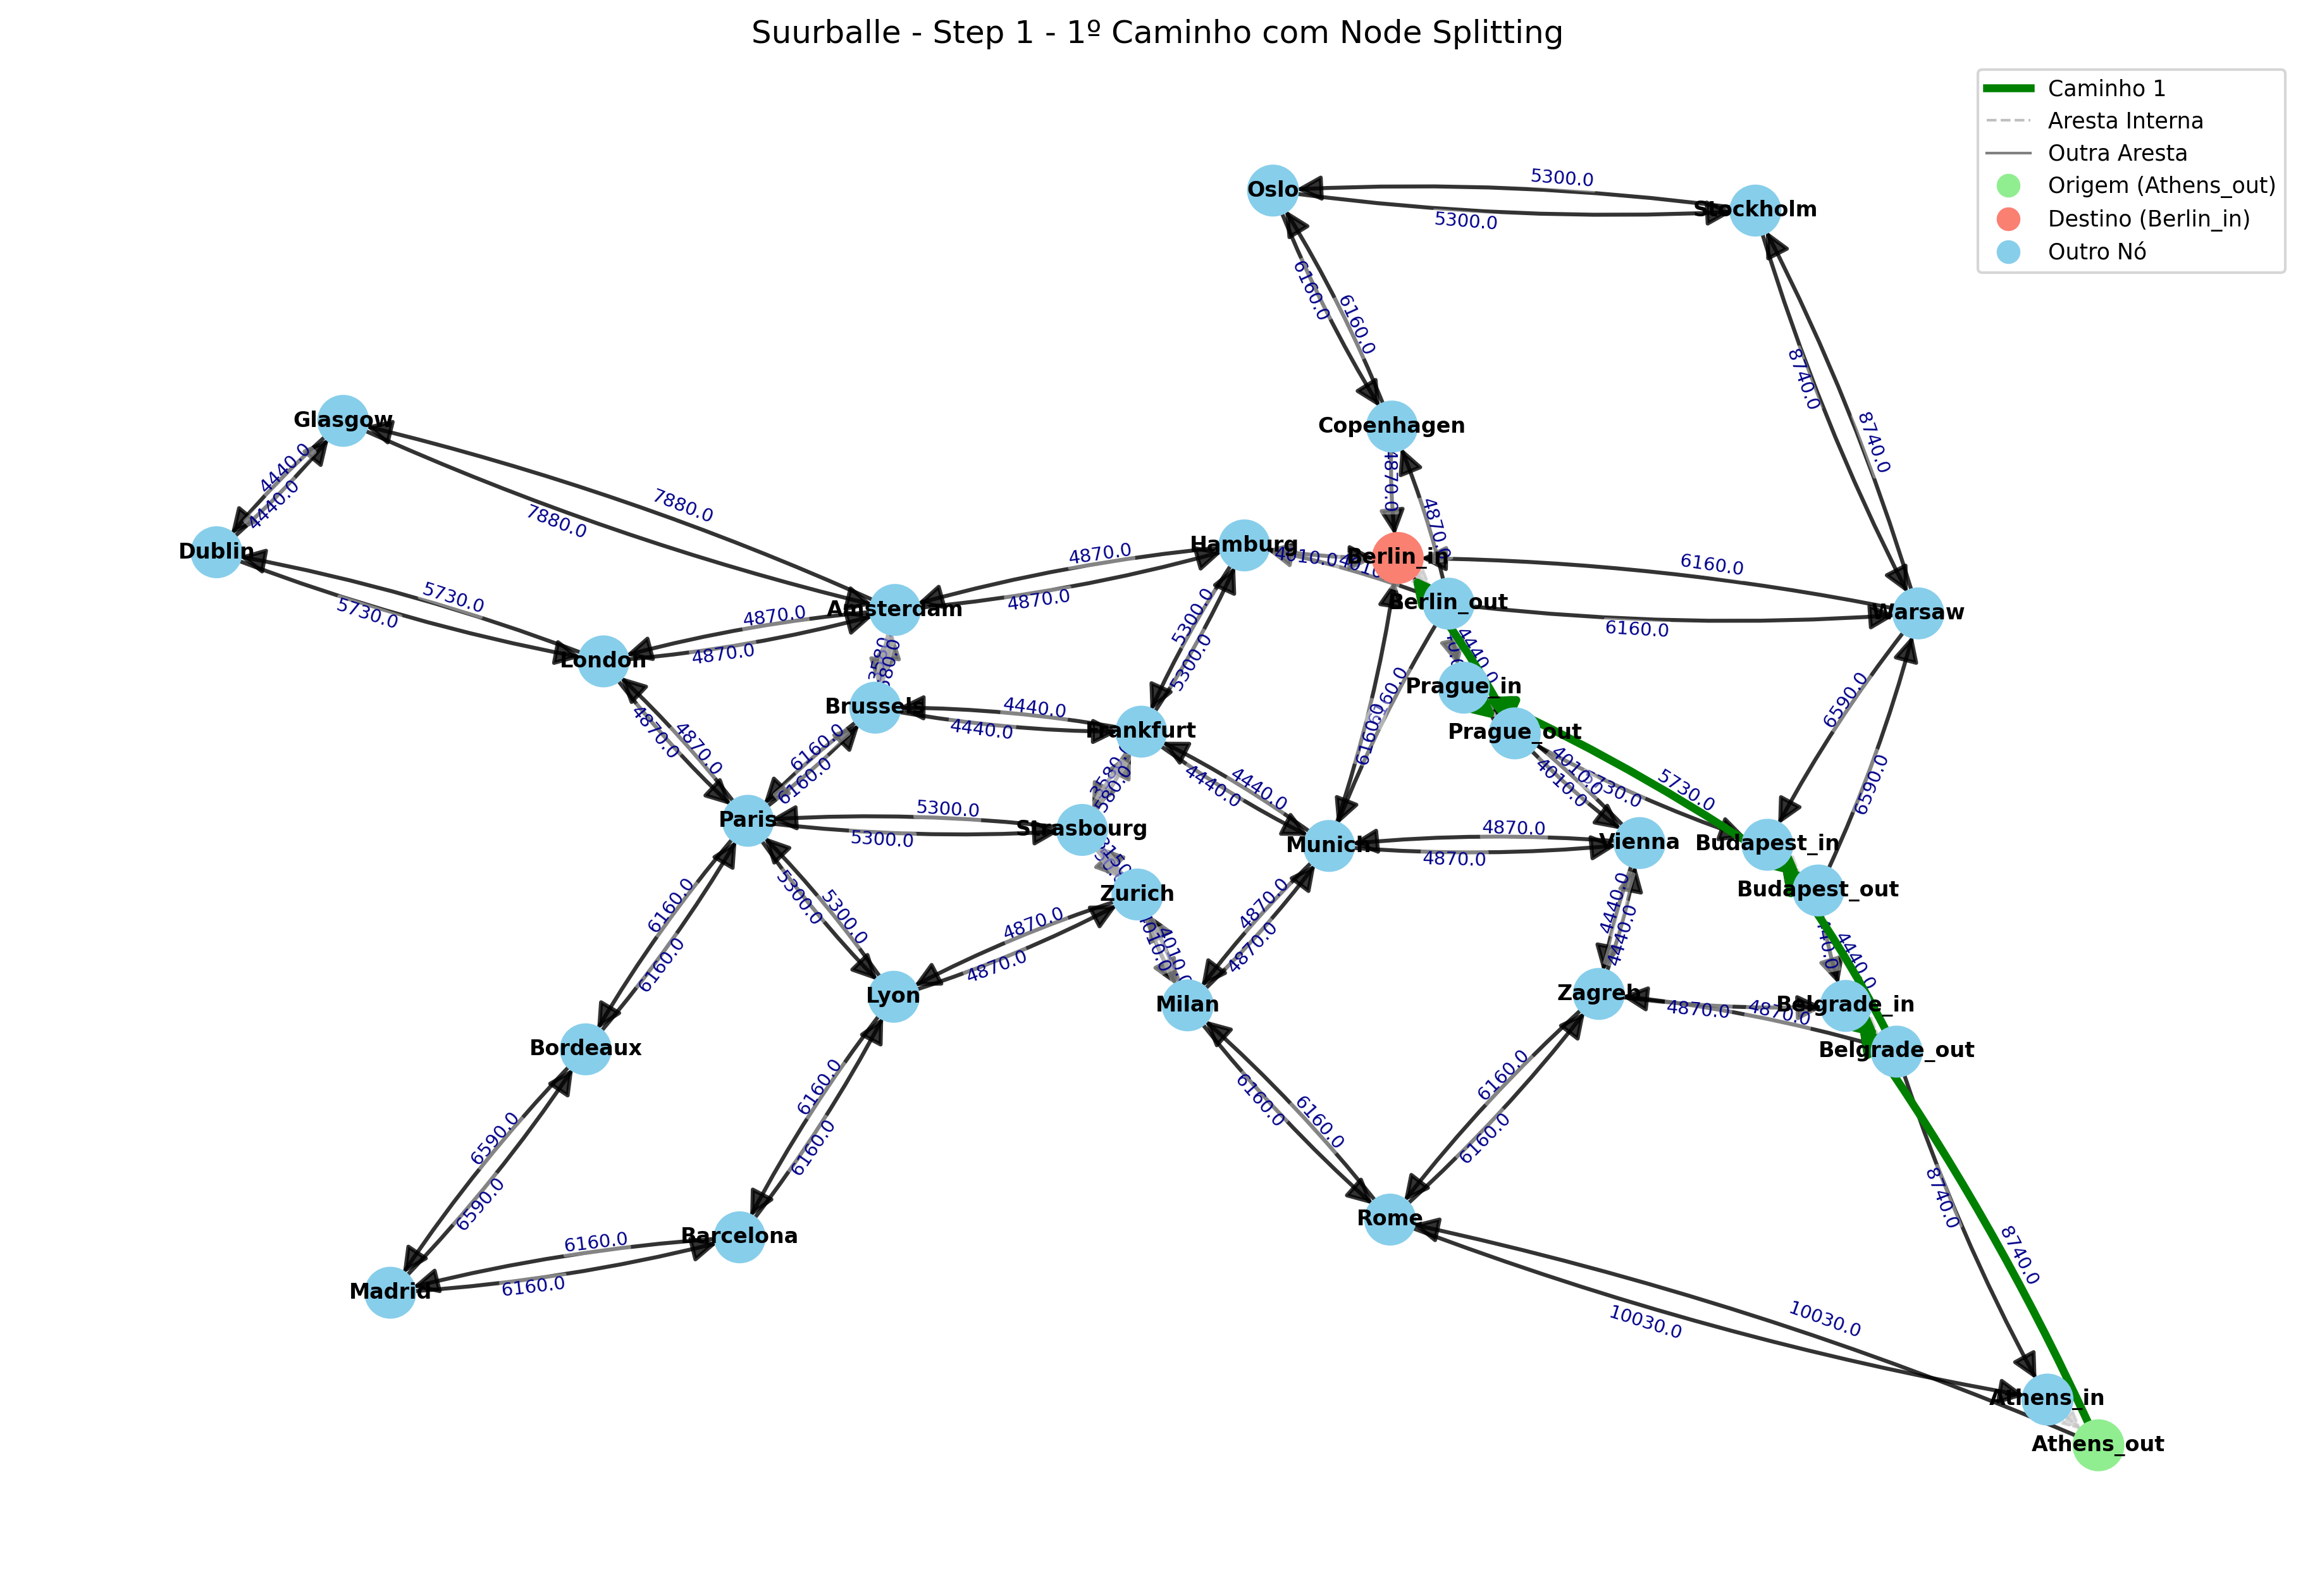 Suurballe - Step 1 - 1º Caminho com Node Splitting
Caminho 1
Aresta Interna
Outra Aresta
Origem (Athens_out)
Destino (Berlin_in)
Outro Nó
Oslo
5300.0
5300.0
Stockholm
6160.0
6160.0
8740.0
8740.0
Glasgow
Copenhagen
4440.0
4440.0
7880.0
7880.0
4870.0
4870.0
Dublin
Hamburg
4010.0
Berlin_in
6160.0
5730.0
5730.0
4870.0
4870.0
Amsterdam
Berlin_out
6160.0
Warsaw
4870.0
4870.0
London
5300.0
5300.0
4440.0
Prague_in
6590.0
6590.0
Brussels
4440.0
4440.0
Frankfurt
Prague_out
4870.0
4870.0
6160.0
6160.0
6160.0
4440.0
4440.0
4010.0
4010.0
5730.0
Paris
5300.0
5300.0
Strasbourg
Munich
4870.0
4870.0
Vienna
Budapest_in
Budapest_out
Zurich
5300.0
5300.0
4870.0
4870.0
4010.0
4010.0
4870.0
4870.0
4440.0
4440.0
4440.0
6160.0
6160.0
Lyon
Milan
Zagreb
4870.0
4870.0
Belgrade_in
Belgrade_out
Bordeaux
6160.0
6160.0
6160.0
6160.0
6160.0
6160.0
6590.0
6590.0
Rome
8740.0
8740.0
Barcelona
6160.0
6160.0
Madrid
10030.0
10030.0
Athens_in
Athens_out